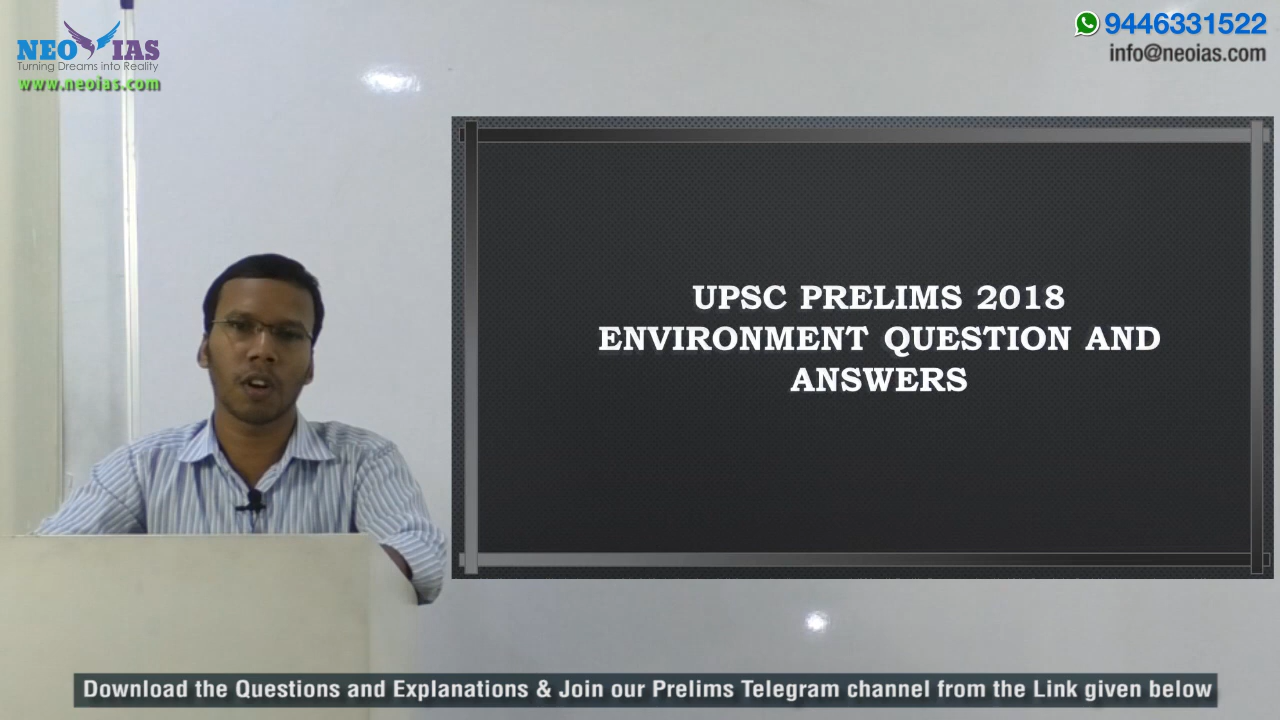 NEO IAS
Turning Dreams into Reality
www.neoias.com
9446331522
info@neoias.com
UPSC PRELIMS 2018
ENVIRONMENT QUESTION AND
ANSWERS
Download the Questions and Explanations & Join our Prelims Telegram channel from the Link given below